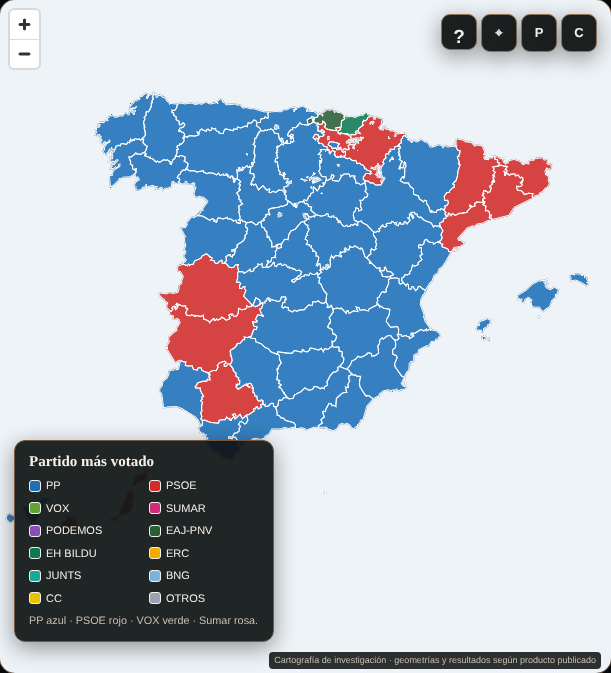 +
−
?
⌖
P
C
Partido más votado
PP
PSOE
VOX
SUMAR
PODEMOS
EAJ-PNV
EH BILDU
ERC
JUNTS
BNG
CC
OTROS
PP azul · PSOE rojo · VOX verde · Sumar rosa.
Cartografía de investigación · geometrías y resultados según producto publicado